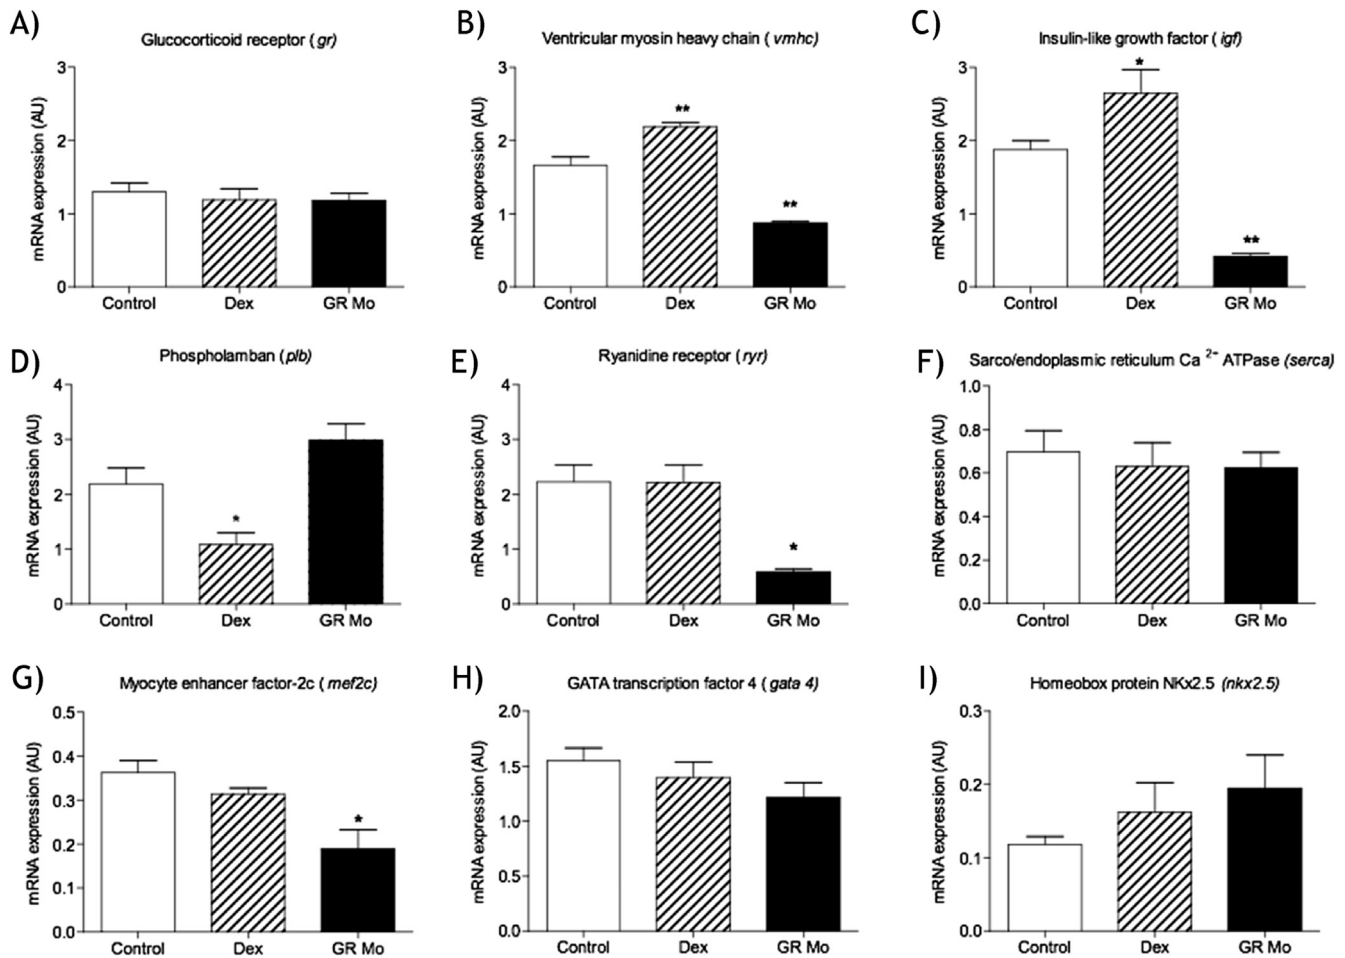 A)
Glucocorticoid receptor ( gr)
mRNA expression (AU)
3
2
1
0
Control Dex GR Mo
B)
Ventricular myosin heavy chain ( vmhc)
mRNA expression (AU)
3
2
1
0
**
**
Control Dex GR Mo
C)
Insulin-like growth factor ( igf)
mRNA expression (AU)
3
2
1
0
*
**
Control Dex GR Mo
D)
Phospholamban ( plb)
mRNA expression (AU)
4
3
2
1
0
*
Control Dex GR Mo
E)
Ryanidine receptor ( ryr)
mRNA expression (AU)
4
3
2
1
0
*
Control Dex GR Mo
F)
Sarco/endoplasmic reticulum Ca 2+ ATPase (serca)
mRNA expression (AU)
1.0
0.8
0.6
0.4
0.2
0.0
Control Dex GR Mo
G)
Myocyte enhancer factor-2c ( mef2c)
mRNA expression (AU)
0.5
0.4
0.3
0.2
0.1
0.0
*
Control Dex GR Mo
H)
GATA transcription factor 4 ( gata 4)
mRNA expression (AU)
2.0
1.5
1.0
0.5
0.0
Control Dex GR Mo
I)
Homeobox protein NKx2.5 (nkx2.5)
mRNA expression (AU)
0.3
0.2
0.1
0.0
Control Dex GR Mo